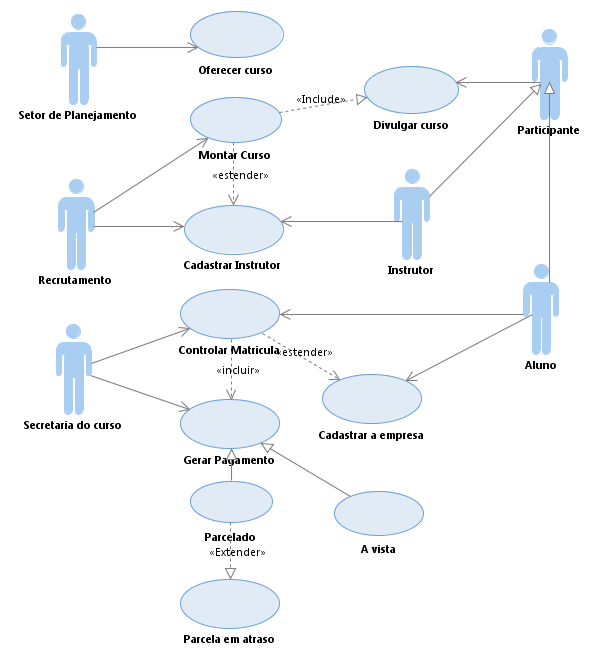 Oferecer curso
Setor de Planejamento
«Include»
Divulgar curso
Participante
Montar Curso
«estender»
Cadastrar Instrutor
Instrutor
Recrutamento
Controlar Matricula
«estender»
Aluno
«incluir»
Secretaria do curso
Cadastrar a empresa
Gerar Pagamento
Parcelado
A vista
«Extender»
Parcela em atraso